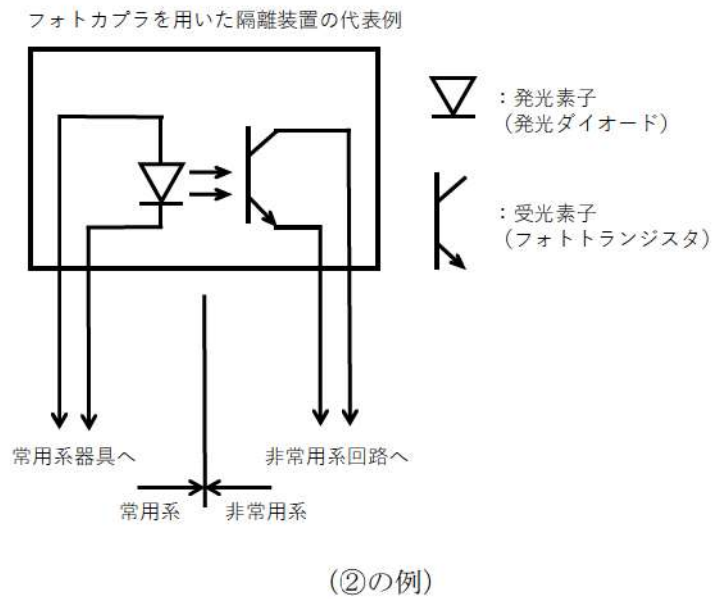 フォトカプラを用いた隔離装置の代表例
：発光素子
（発光ダイオード）
：受光素子
（フォトトランジスタ）
常用系器具へ
非常用系回路へ
常用系
非常用系
（②の例）